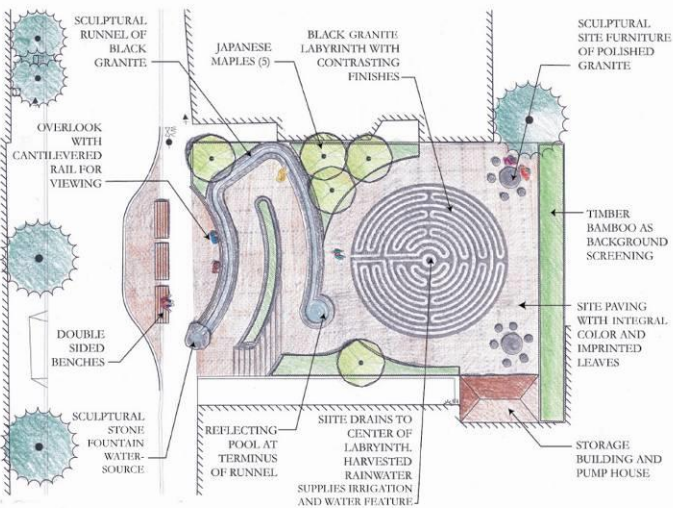 SCULPTURAL
RUNNEL OF
BLACK
GRANITE
JAPANESE
MAPLES (5)
BLACK GRANITE
LABYRINTH WITH
CONTRASTING
FINISHES
SCULPTURAL
SITE FURNITURE
OF POLISHED
GRANITE
OVERLOOK
WITH
CANTILEVERED
RAIL FOR
VIEWING
TIMBER
BAMBOO AS
BACKGROUND
SCREENING
SITE PAVING
WITH INTEGRAL
COLOR AND
IMPRINTED
LEAVES
DOUBLE
SIDED
BENCHES
SCULPTURAL
STONE
FOUNTAIN
WATER-
SOURCE
REFLECTING
POOL AT
TERMINUS
OF RUNNEL
SIITE DRAINS TO
CENTER OF
LABRYINTH.
HARVESTED
RAINWATER
SUPPLIES IRRIGATION
AND WATER FEATURE
STORAGE
BUILDING AND
PUMP HOUSE